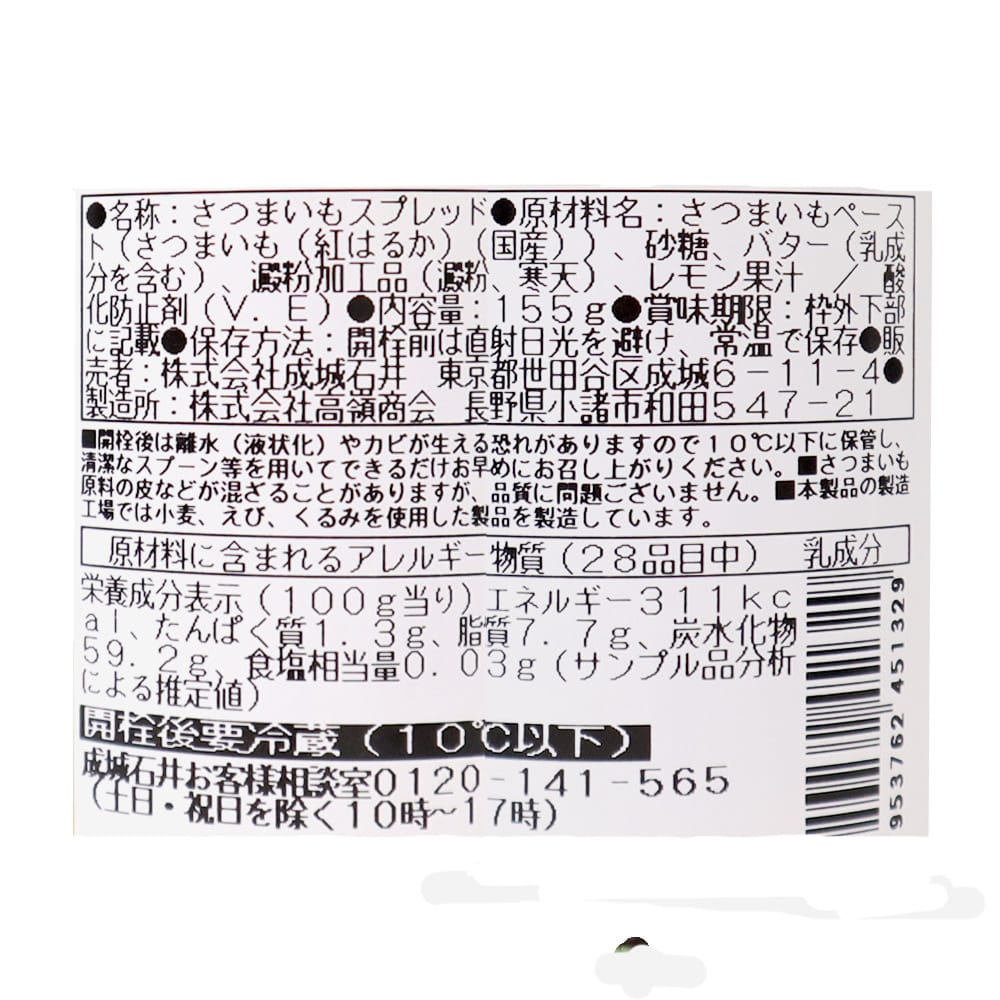 ●名称：さつまいもスプレッド●原材料名：さつまいもペース
ト（さつまいも（紅はるか）（国産））、砂糖、バター（乳成
分を含む）、澱粉加工品（澱粉、寒天）、レモン果汁　／　酸
化防止剤（Ｖ．Ｅ）●内容量：１５５ｇ●賞味期限：枠外下部
に記載●保存方法：開栓前は直射日光を避け、常温で保存●販
売者：株式会社成城石井　東京都世田谷区成城６－１１－４●
製造所：株式会社高嶺商会　長野県小諸市和田５４７－２１
■開栓後は離水（液状化）やカビが生える恐れがありますので１０℃以下に保管し、
清潔なスプーン等を用いてできるだけお早めにお召し上がりください。■さつまいも
原料の皮などが混ざることがありますが、品質に問題ございません。■本製品の製造
工場では小麦、えび、くるみを使用した製品を製造しています。
原材料に含まれるアレルギー物質（２８品目中）　乳成分
栄養成分表示（１００ｇ当り）エネルギー３１１ｋｃ
ａｌ、たんぱく質１．３ｇ、脂質７．７ｇ、炭水化物
５９．２ｇ、食塩相当量０．０３ｇ（サンプル品分析
による推定値）
開栓後要冷蔵（１０℃以下）
成城石井お客様相談室０１２０－１４１－５６５
（土日・祝日を除く１０時～１７時）
953762 451329